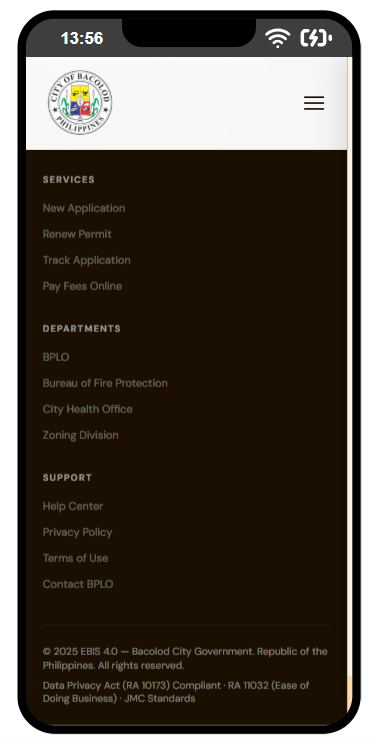 13:56
CITY OF BACOLOD
PHILIPPINES
SERVICES
New Application
Renew Permit
Track Application
Pay Fees Online
DEPARTMENTS
BPLO
Bureau of Fire Protection
City Health Office
Zoning Division
SUPPORT
Help Center
Privacy Policy
Terms of Use
Contact BPLO
© 2025 EBIS 4.0 — Bacolod City Government. Republic of the
Philippines. All rights reserved.
Data Privacy Act (RA 10173) Compliant · RA 11032 (Ease of
Doing Business) · JMC Standards